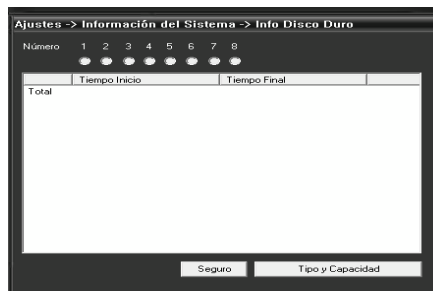 Ajustes -> Información del Sistema -> Info Disco Duro
Número 1 2 3 4 5 6 7 8
Tiempo Inicio Tiempo Final
Total
Seguro Tipo y Capacidad